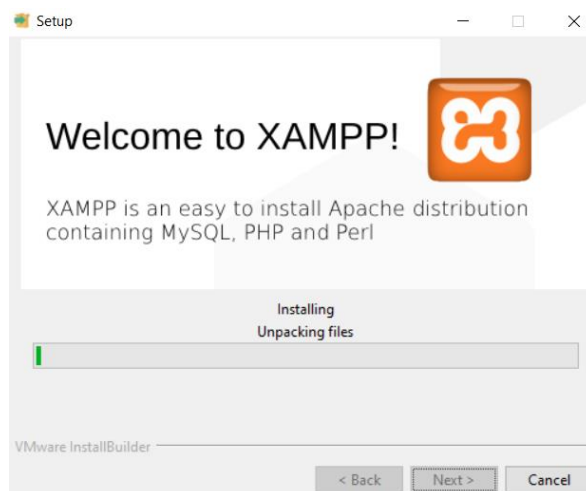 Setup
Welcome to XAMPP!
XAMPP is an easy to install Apache distribution
containing MySQL, PHP and Perl
Installing
Unpacking files
VMware InstallBuilder
< Back
Next >
Cancel